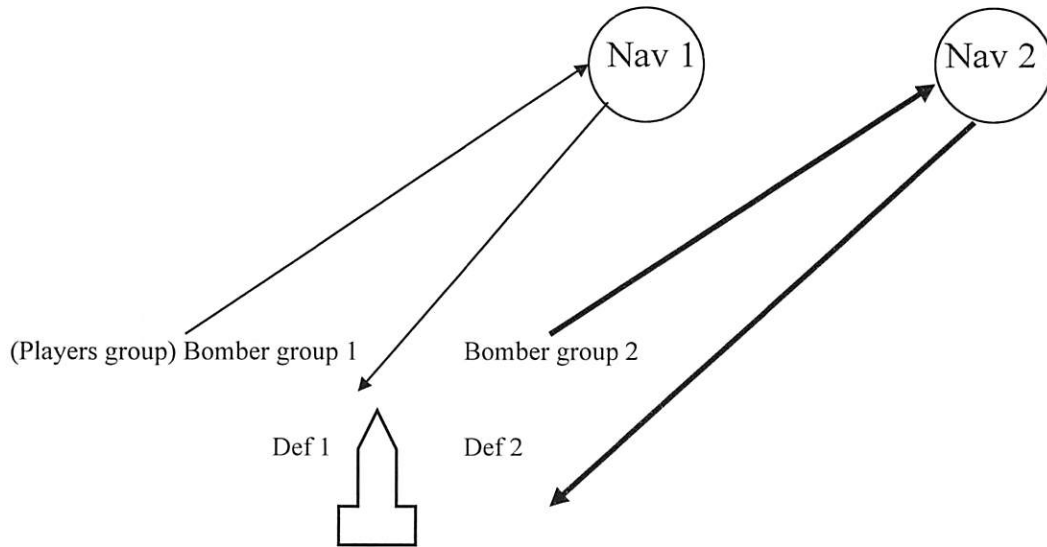 Nav 1
Nav 2
(Players group) Bomber group 1
Bomber group 2
Def 1
Def 2